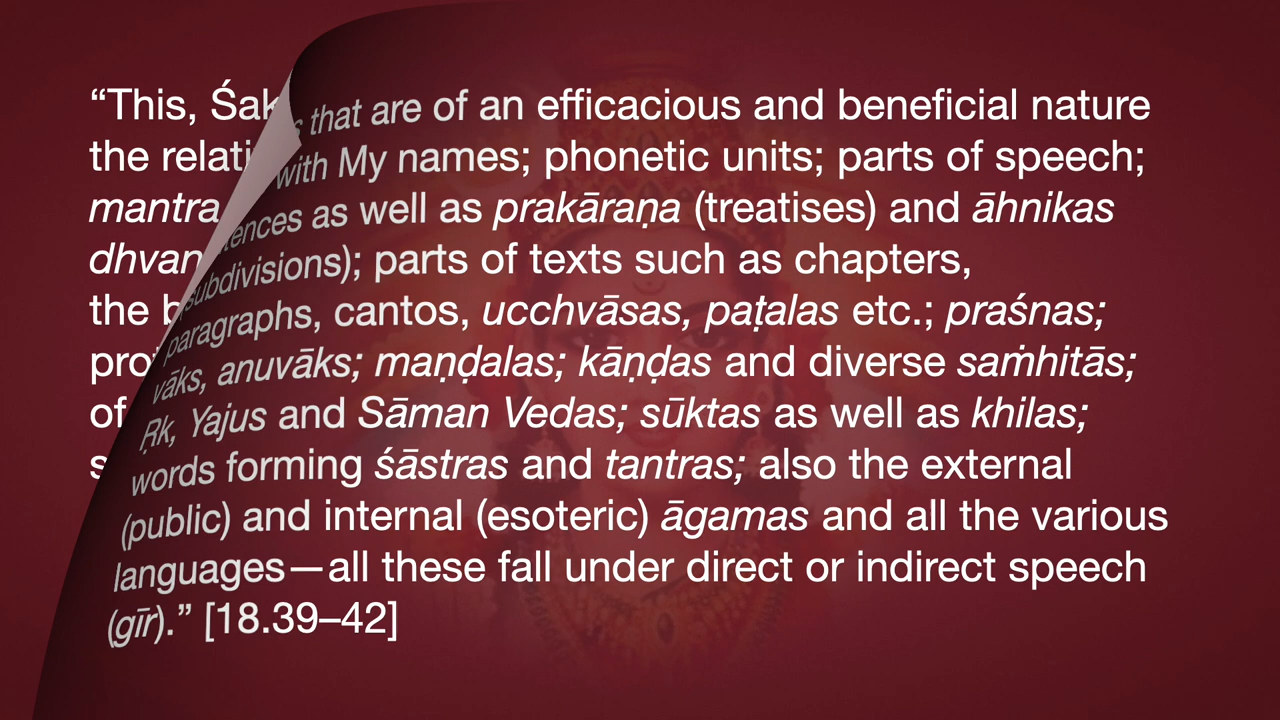 “This, Śak
the relati
mantra
dhvan
the b
pro
of
s
that are of an efficacious and beneficial nature
with My names; phonetic units; parts of speech;
as well as prakāraṇa (treatises) and āhnikas
(subdivisions); parts of texts such as chapters,
paragraphs, cantos, ucchvāsas, paṭalas etc.; praśnas;
vāks, anuvāks; maṇḍalas; kāṇḍas and diverse saṁhitās;
Ṛk, Yajus and Sāman Vedas; sūktas as well as khilas;
words forming śāstras and tantras; also the external
(public) and internal (esoteric) āgamas and all the various
languages—all these fall under direct or indirect speech
(gīr).” [18.39–42]